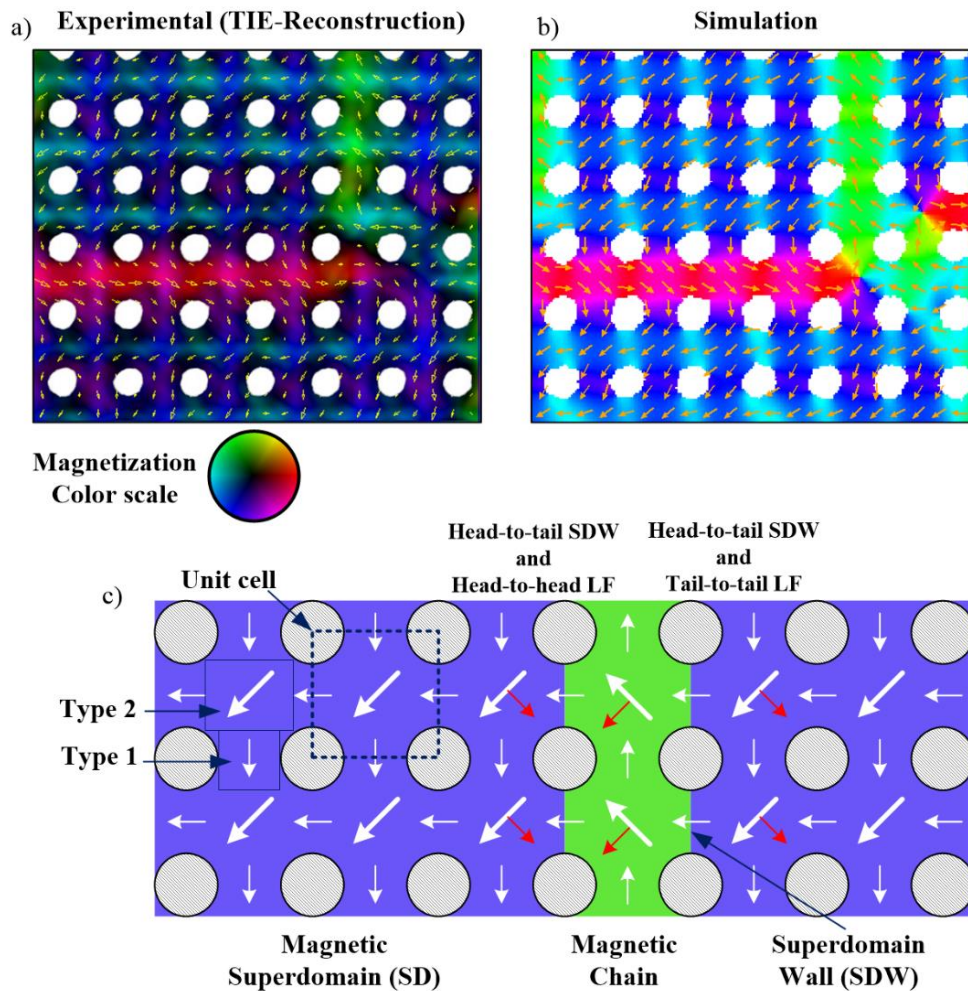 Experimental (TIE-Reconstruction)
Simulation
a)
b)
Magnetization
Color scale
Head-to-tail SDW
and
Head-to-head LF
Head-to-tail SDW
and
Tail-to-tail LF
Unit cell
c)
Type 2
Type 1
Magnetic
Superdomain (SD)
Magnetic
Chain
Superdomain
Wall (SDW)